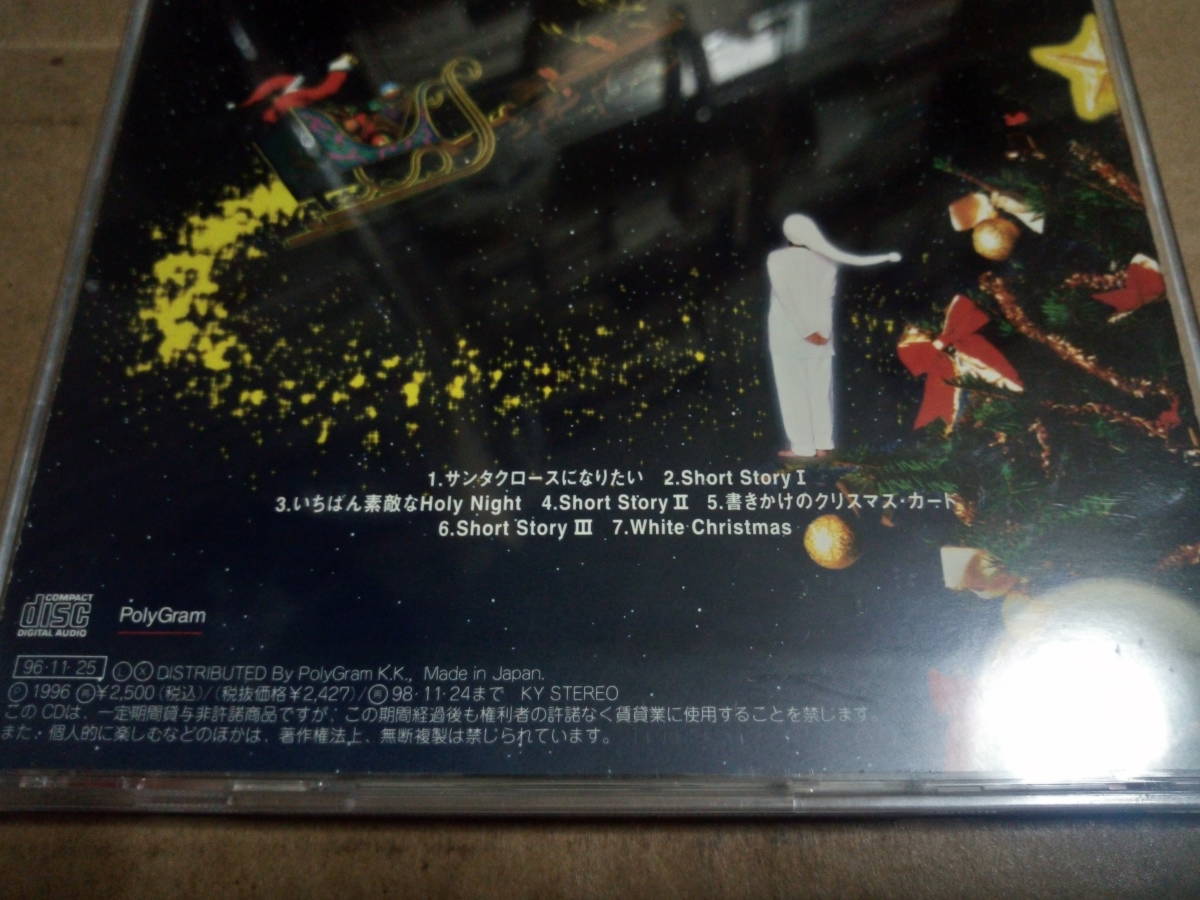 1.サンタクロースになりたい 2.Short Story I
3.いちばん素敵なHoly Night 4.Short Story II 5.書きかけのクリスマス・カード
6.Short Story III 7.White Christmas
COMPACT
disc
DIGITAL AUDIO
PolyGram
96·11·25 Ⓛ Ⓧ DISTRIBUTED By PolyGram K.K., Made in Japan.
Ⓟ 1996 ㊫¥2,500(税込)/(税抜価格¥2,427)/㊫98·11·24まで KY STEREO
このCDは、一定期間貸与非許諾商品ですが、この期間経過後も権利者の許諾なく賃貸業に使用することを禁じます。
また、個人的に楽しむなどのほかは、著作権法上、無断複製は禁じられています。